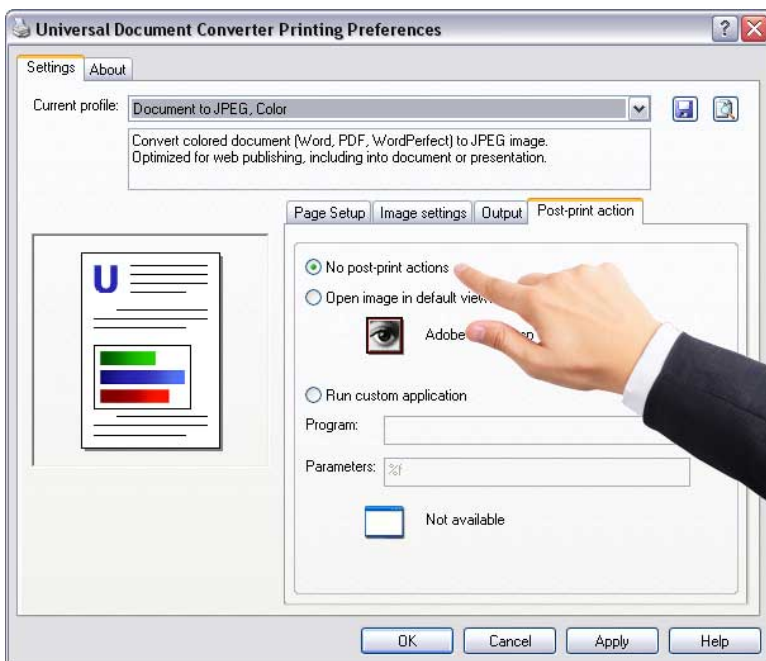 Universal Document Converter Printing Preferences
Settings About
Current profile: Document to JPEG, Color
Convert colored document (Word, PDF, WordPerfect) to JPEG image.
Optimized for web publishing, including into document or presentation.
Page Setup Image settings Output Post-print action
U
No post-print actions
Open image in default
Adobe
Run custom application
Program:
Parameters: %f
Not available
OK Cancel Apply Help